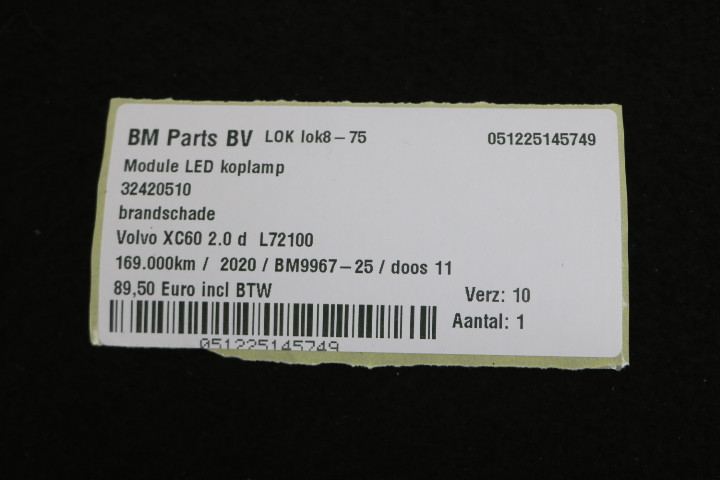 BM Parts BV LOK lok8-75 051225145749
Module LED koplamp
32420510
brandschade
Volvo XC60 2.0 d L72100
169.000km / 2020 / BM9967-25 / doos 11
89,50 Euro incl BTW Verz: 10
Aantal: 1
051225145749